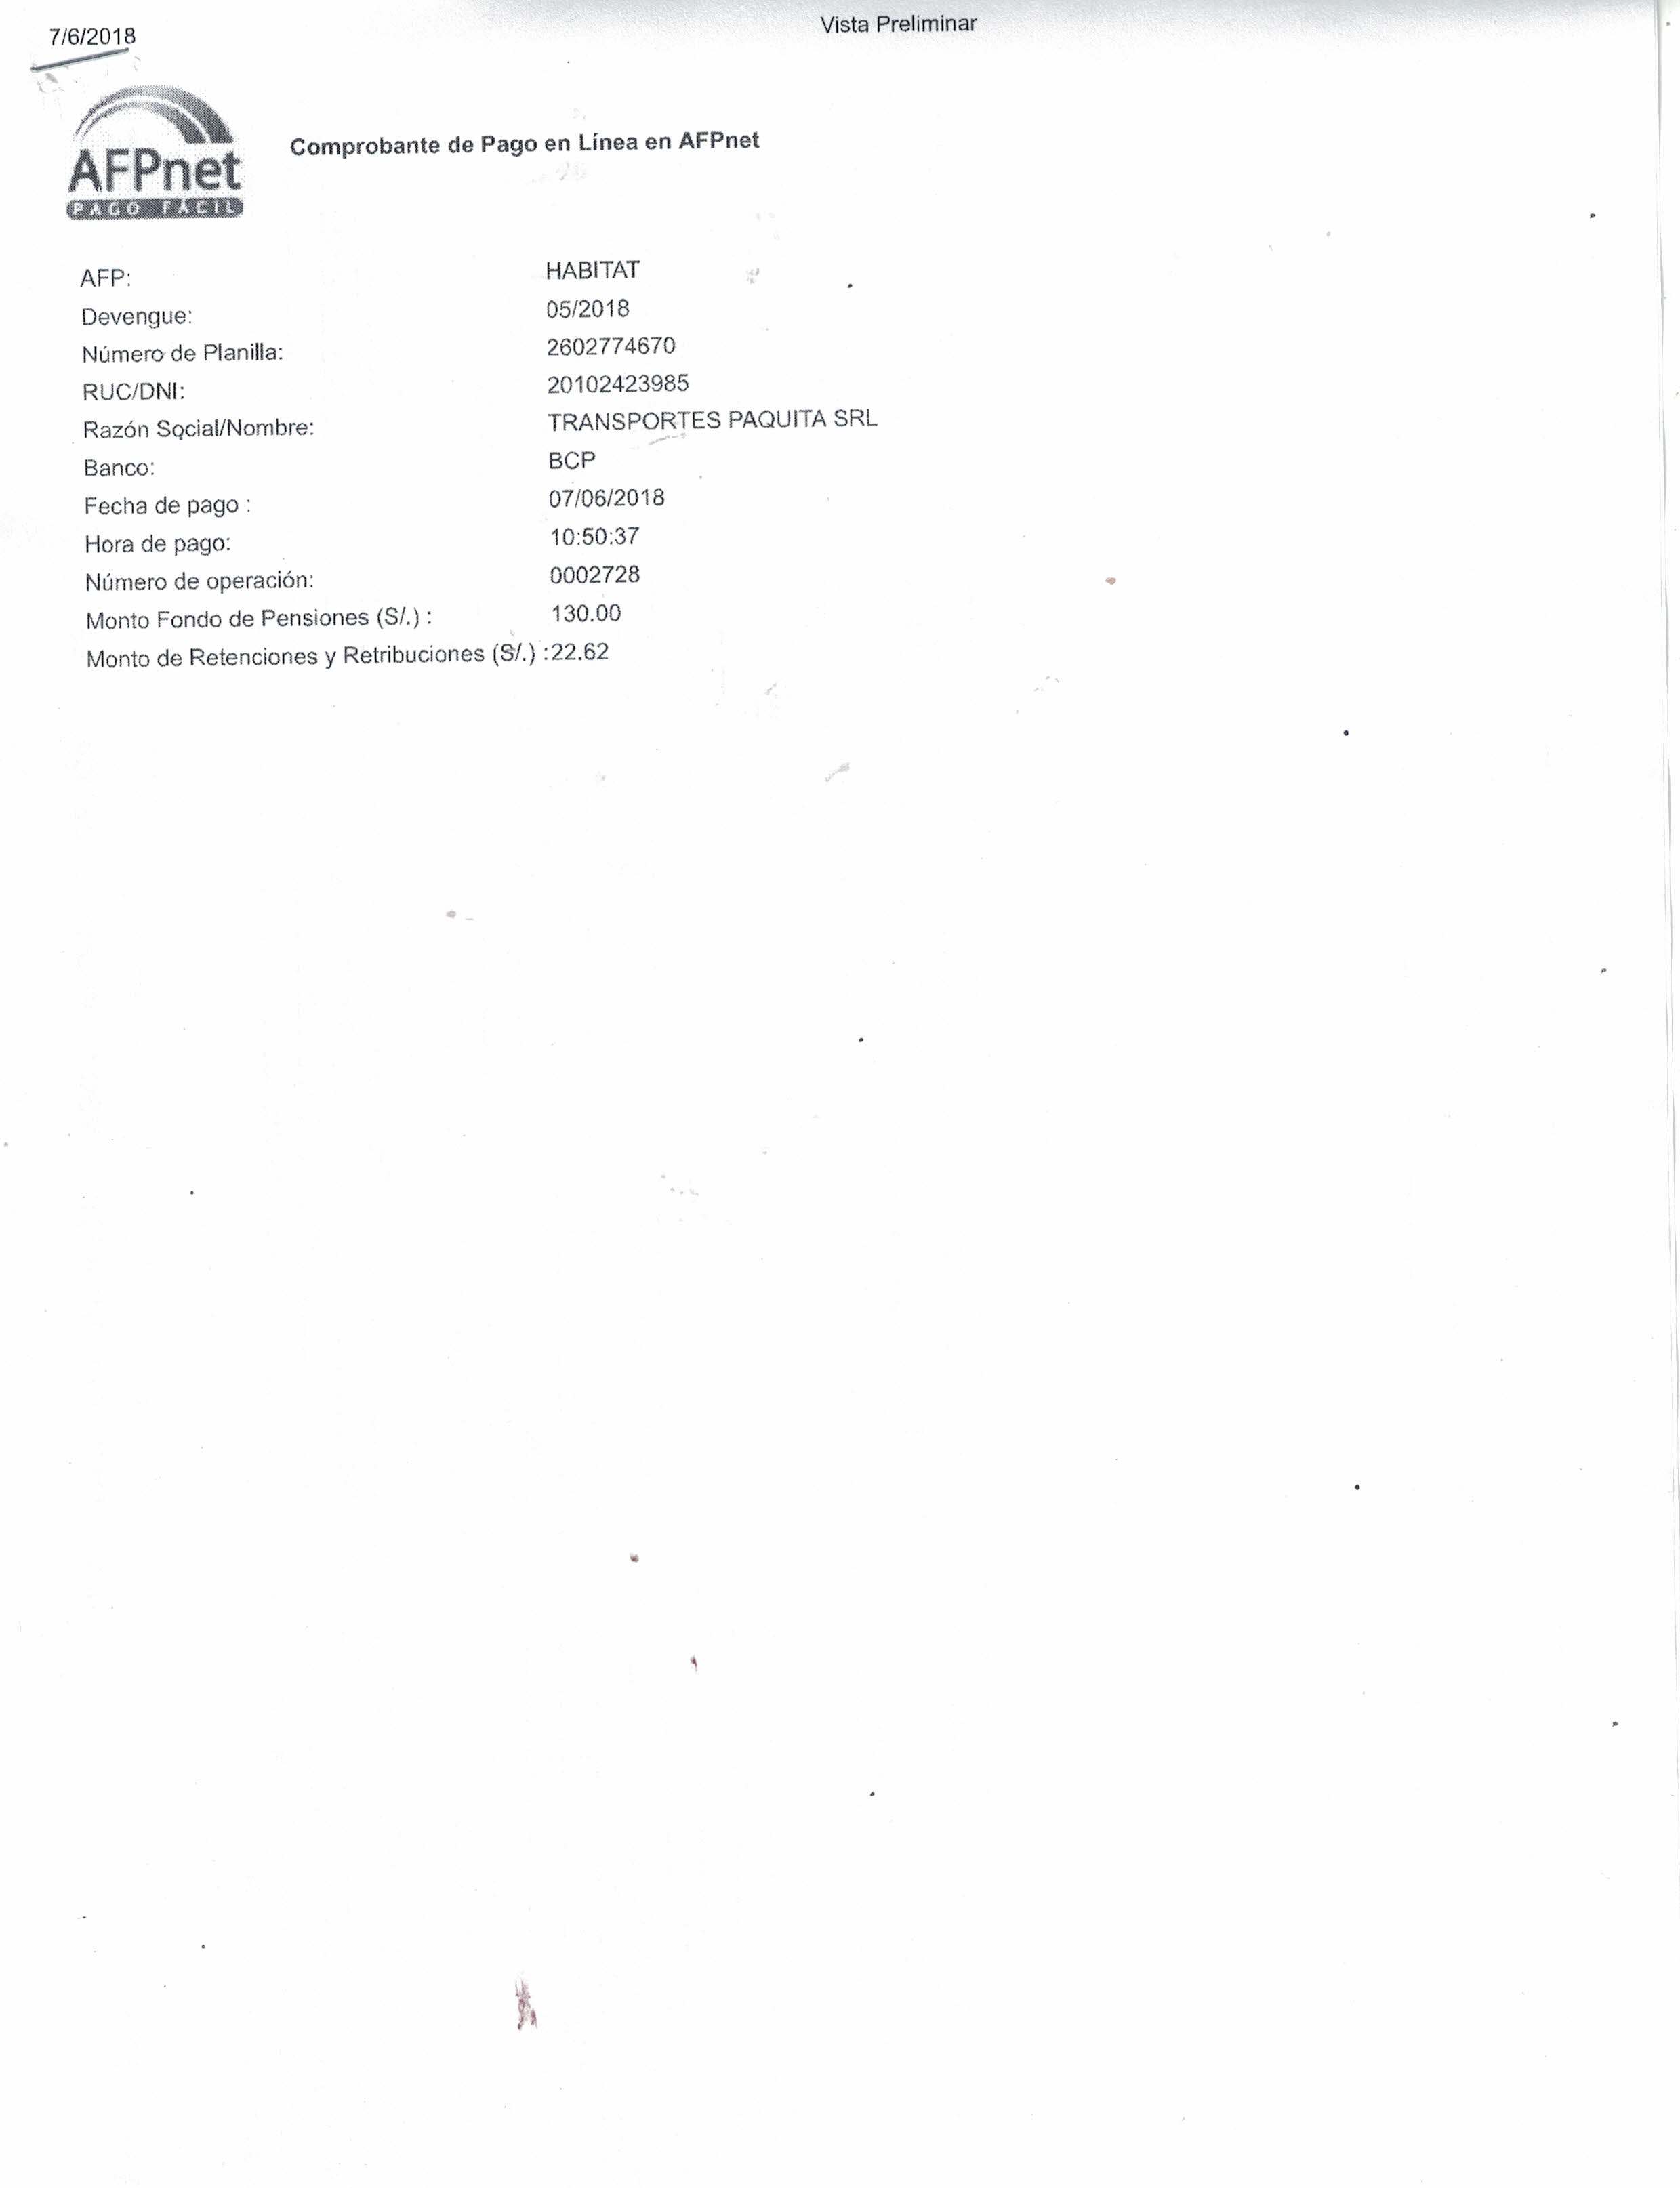 7/6/2018
Vista Preliminar
AFPnet
PAGO FÁCIL
Comprobante de Pago en Línea en AFPnet
AFP: HABITAT
Devengue: 05/2018
Número de Planilla: 2602774670
RUC/DNI: 20102423985
Razón Social/Nombre: TRANSPORTES PAQUITA SRL
Banco: BCP
Fecha de pago : 07/06/2018
Hora de pago: 10:50:37
Número de operación: 0002728
Monto Fondo de Pensiones (S/.) : 130.00
Monto de Retenciones y Retribuciones (S/.) :22.62